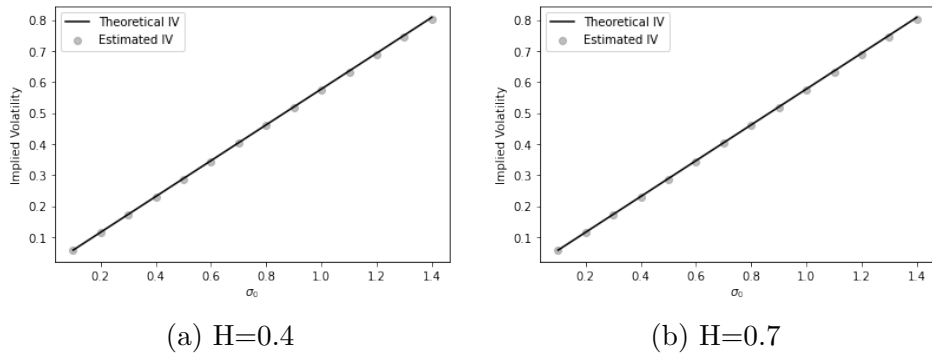 Theoretical IV
Estimated IV
0.8
0.7
0.6
0.5
0.4
0.3
0.2
0.1
Implied Volatility
0.2 0.4 0.6 0.8 1.0 1.2 1.4
σ₀
(a) H=0.4
Theoretical IV
Estimated IV
0.8
0.7
0.6
0.5
0.4
0.3
0.2
0.1
Implied Volatility
0.2 0.4 0.6 0.8 1.0 1.2 1.4
σ₀
(b) H=0.7